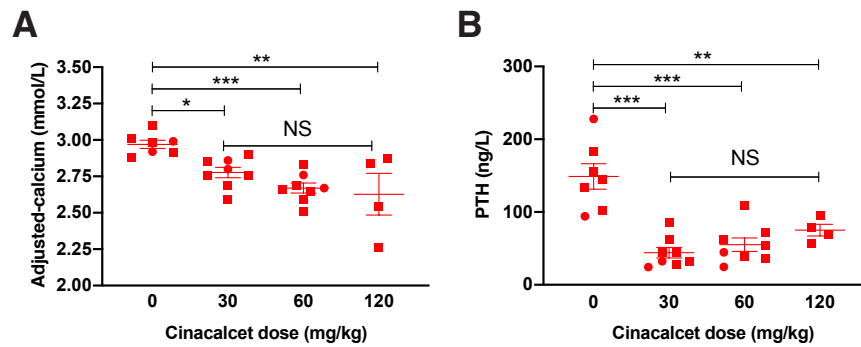 A
Adjusted-calcium (mmol/L)
3.50
3.25
3.00
2.75
2.50
2.25
2.00
**
***
*
NS
0 30 60 120
Cinacalcet dose (mg/kg)
B
PTH (ng/L)
300
200
100
0
**
***
***
NS
0 30 60 120
Cinacalcet dose (mg/kg)